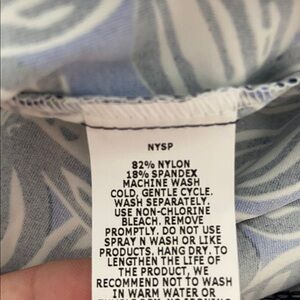 NYSP
82% NYLON
18% SPANDEX
MACHINE WASH
COLD, GENTLE CYCLE.
WASH SEPARATELY.
USE NON-CHLORINE
BLEACH. REMOVE
PROMPTLY. DO NOT USE
SPRAY N WASH OR LIKE
PRODUCTS. HANG DRY. TO
LENGTHEN THE LIFE OF
THE PRODUCT, WE
RECOMMEND NOT TO WASH
IN WARM WATER OR